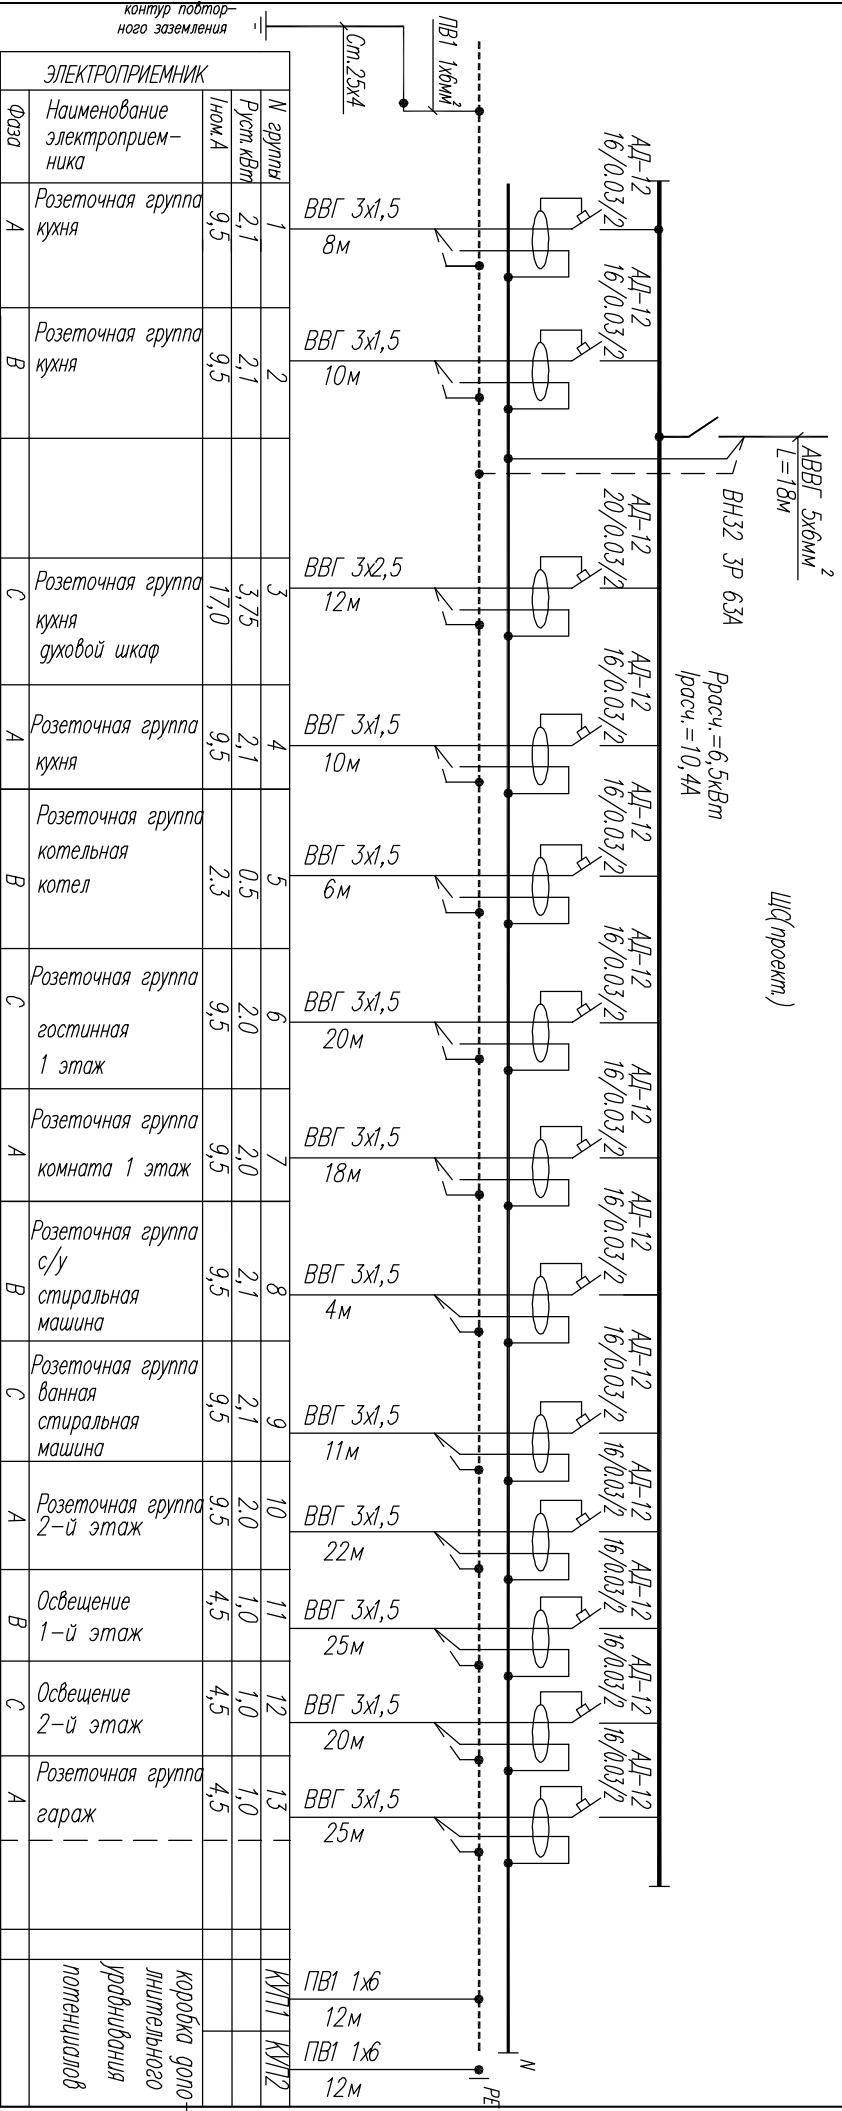 контур повтор-
ного заземления
Ст.25х4
ПВ1 1х6мм²
ЭЛЕКТРОПРИЕМНИК
Фаза
Наименование
электроприем-
ника
Iном.А
Руст.кВт
N группы
А
Розеточная группа
кухня
9,5
2,1
1
ВВГ 3х1,5
8м
АД-12
16/0.03/2
В
Розеточная группа
кухня
9,5
2,1
2
ВВГ 3х1,5
10м
АД-12
16/0.03/2
АВВГ 5х6мм²
L=18м
ВН32 3Р 63А
С
Розеточная группа
кухня
духовой шкаф
17,0
3,75
3
ВВГ 3х2,5
12м
АД-12
20/0.03/2
Ррасч.=6,5кВт
Iрасч.=10,4А
А
Розеточная группа
кухня
9,5
2,1
4
ВВГ 3х1,5
10м
АД-12
16/0.03/2
В
Розеточная группа
котельная
котел
2.3
0.5
5
ВВГ 3х1,5
6м
АД-12
16/0.03/2
ЩС(проект.)
С
Розеточная группа
гостинная
1 этаж
9,5
2.0
6
ВВГ 3х1,5
20м
АД-12
16/0.03/2
А
Розеточная группа
комната 1 этаж
9,5
2,0
7
ВВГ 3х1,5
18м
АД-12
16/0.03/2
В
Розеточная группа
с/у
стиральная
машина
9,5
2,1
8
ВВГ 3х1,5
4м
АД-12
16/0.03/2
С
Розеточная группа
ванная
стиральная
машина
9,5
2,1
9
ВВГ 3х1,5
11м
АД-12
16/0.03/2
А
Розеточная группа
2-й этаж
9,5
2.0
10
ВВГ 3х1,5
22м
АД-12
16/0.03/2
В
Освещение
1-й этаж
4,5
1,0
11
ВВГ 3х1,5
25м
АД-12
16/0.03/2
С
Освещение
2-й этаж
4,5
1,0
12
ВВГ 3х1,5
20м
АД-12
16/0.03/2
А
Розеточная группа
гараж
4,5
1,0
13
ВВГ 3х1,5
25м
АД-12
16/0.03/2
коробка допо-
лнительного
уравнивания
потенциалов
КУП1
ПВ1 1х6
12м
КУП2
ПВ1 1х6
12м
N
РЕ